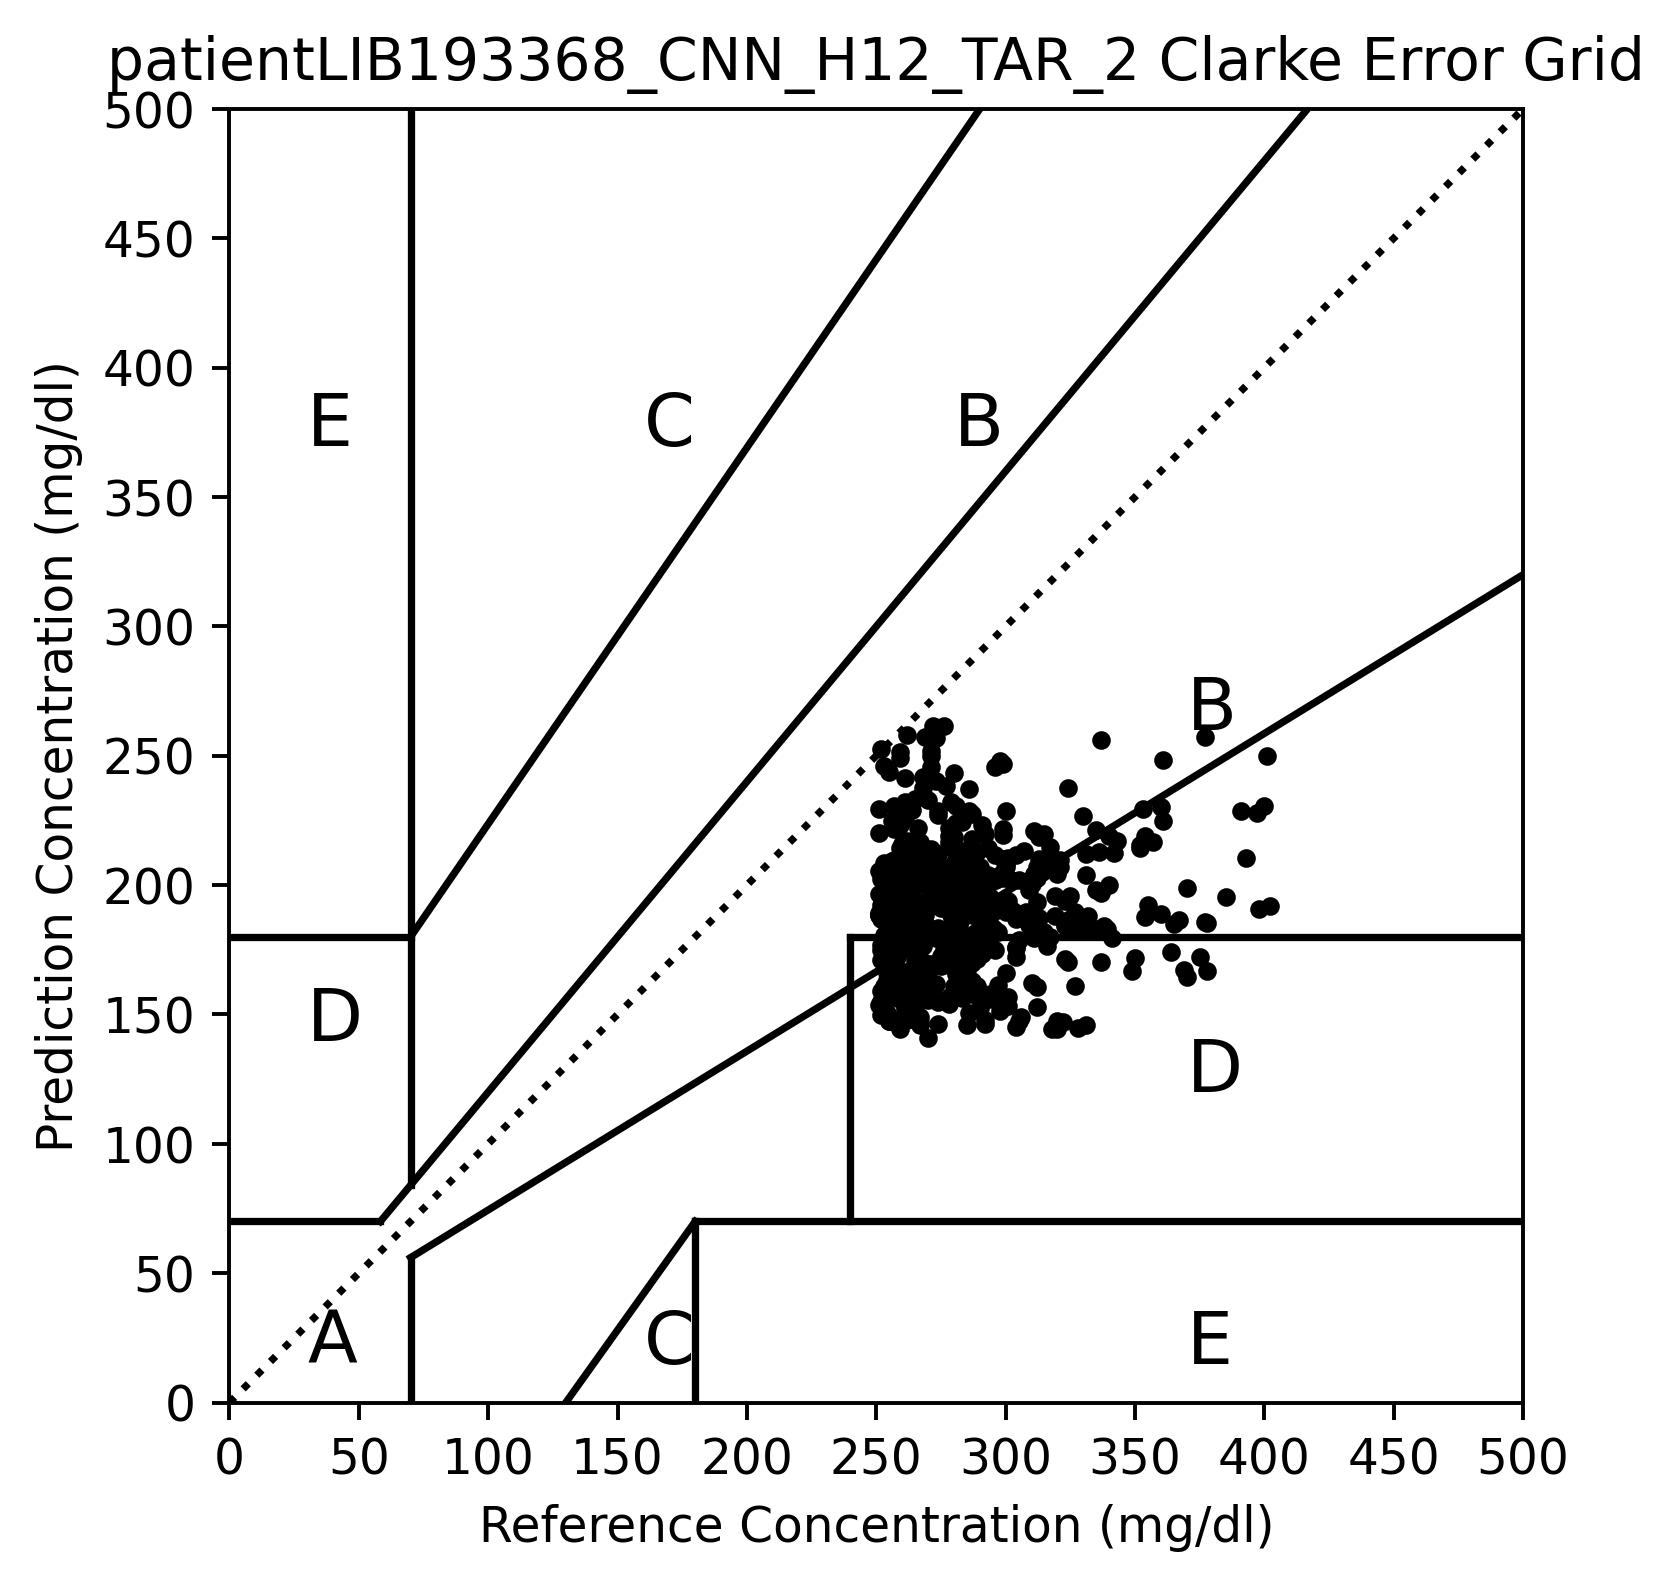 patientLIB193368_CNN_H12_TAR_2 Clarke Error Grid
500
450
400
350
300
250
200
150
100
50
0
Prediction Concentration (mg/dl)
E
C
B
B
D
D
A
C
E
0 50 100 150 200 250 300 350 400 450 500
Reference Concentration (mg/dl)